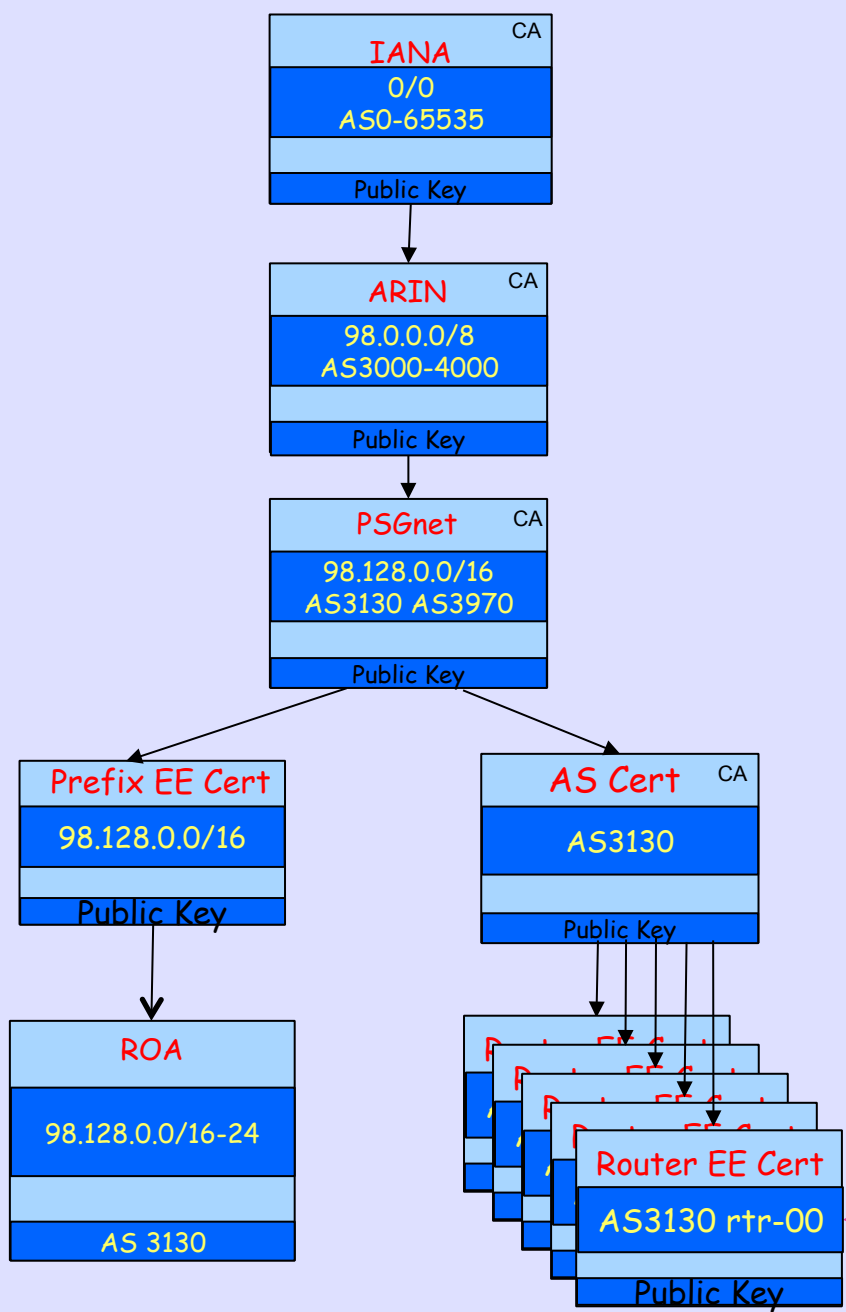 CA
IANA
0/0
AS0-65535
Public Key
CA
ARIN
98.0.0.0/8
AS3000-4000
Public Key
CA
PSGnet
98.128.0.0/16
AS3130 AS3970
Public Key
Prefix EE Cert
98.128.0.0/16
Public Key
CA
AS Cert
AS3130
Public Key
ROA
98.128.0.0/16-24
AS 3130
Router EE Cert
AS3130 rtr-00
Public Key